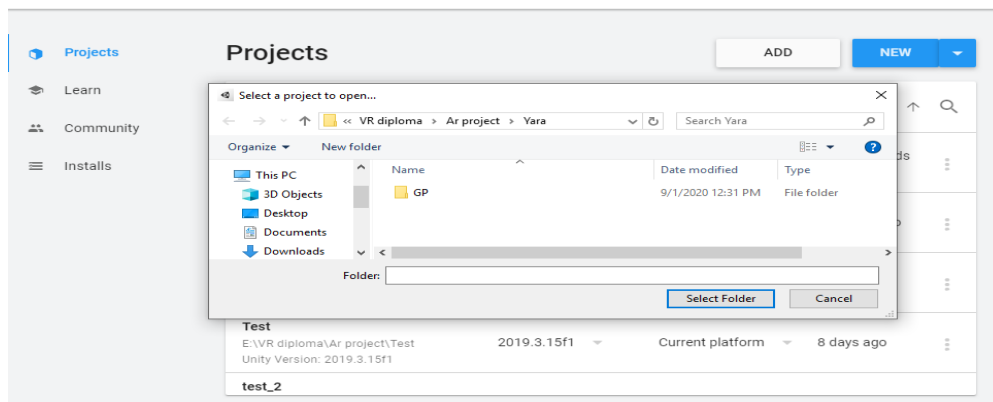 Projects
Projects
ADD
NEW
Learn
Community
Installs
Select a project to open...
« VR diploma › Ar project › Yara
Search Yara
Organize
New folder
This PC
3D Objects
Desktop
Documents
Downloads
Name
Date modified
Type
GP
9/1/2020 12:31 PM
File folder
Folder:
Select Folder
Cancel
Test
E:\VR diploma\Ar project\Test
Unity Version: 2019.3.15f1
2019.3.15f1
Current platform
8 days ago
test_2